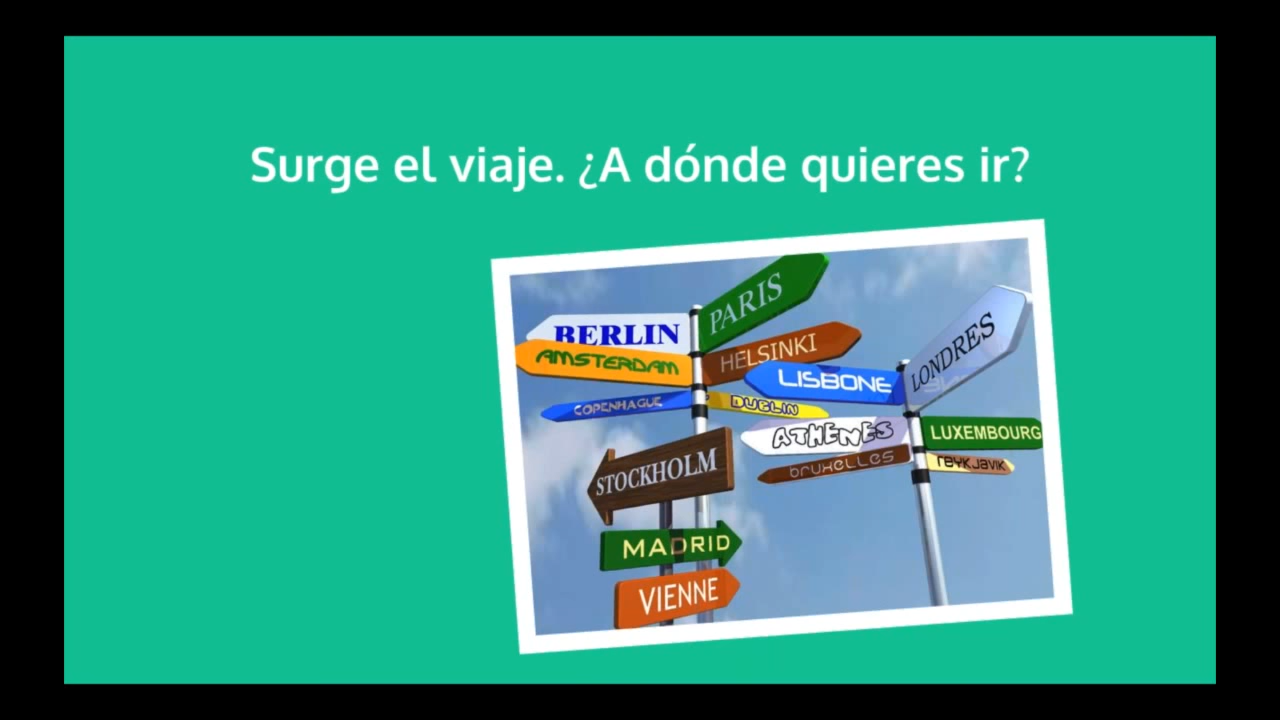 Surge el viaje. ¿A dónde quieres ir?
PARIS
BERLIN
HELSINKI
AMSTERDAM
LISBONE
LONDRES
COPENHAGUE
DUBLIN
ATHENES
LUXEMBOURG
bruxelles
reykjavik
STOCKHOLM
MADRID
VIENNE